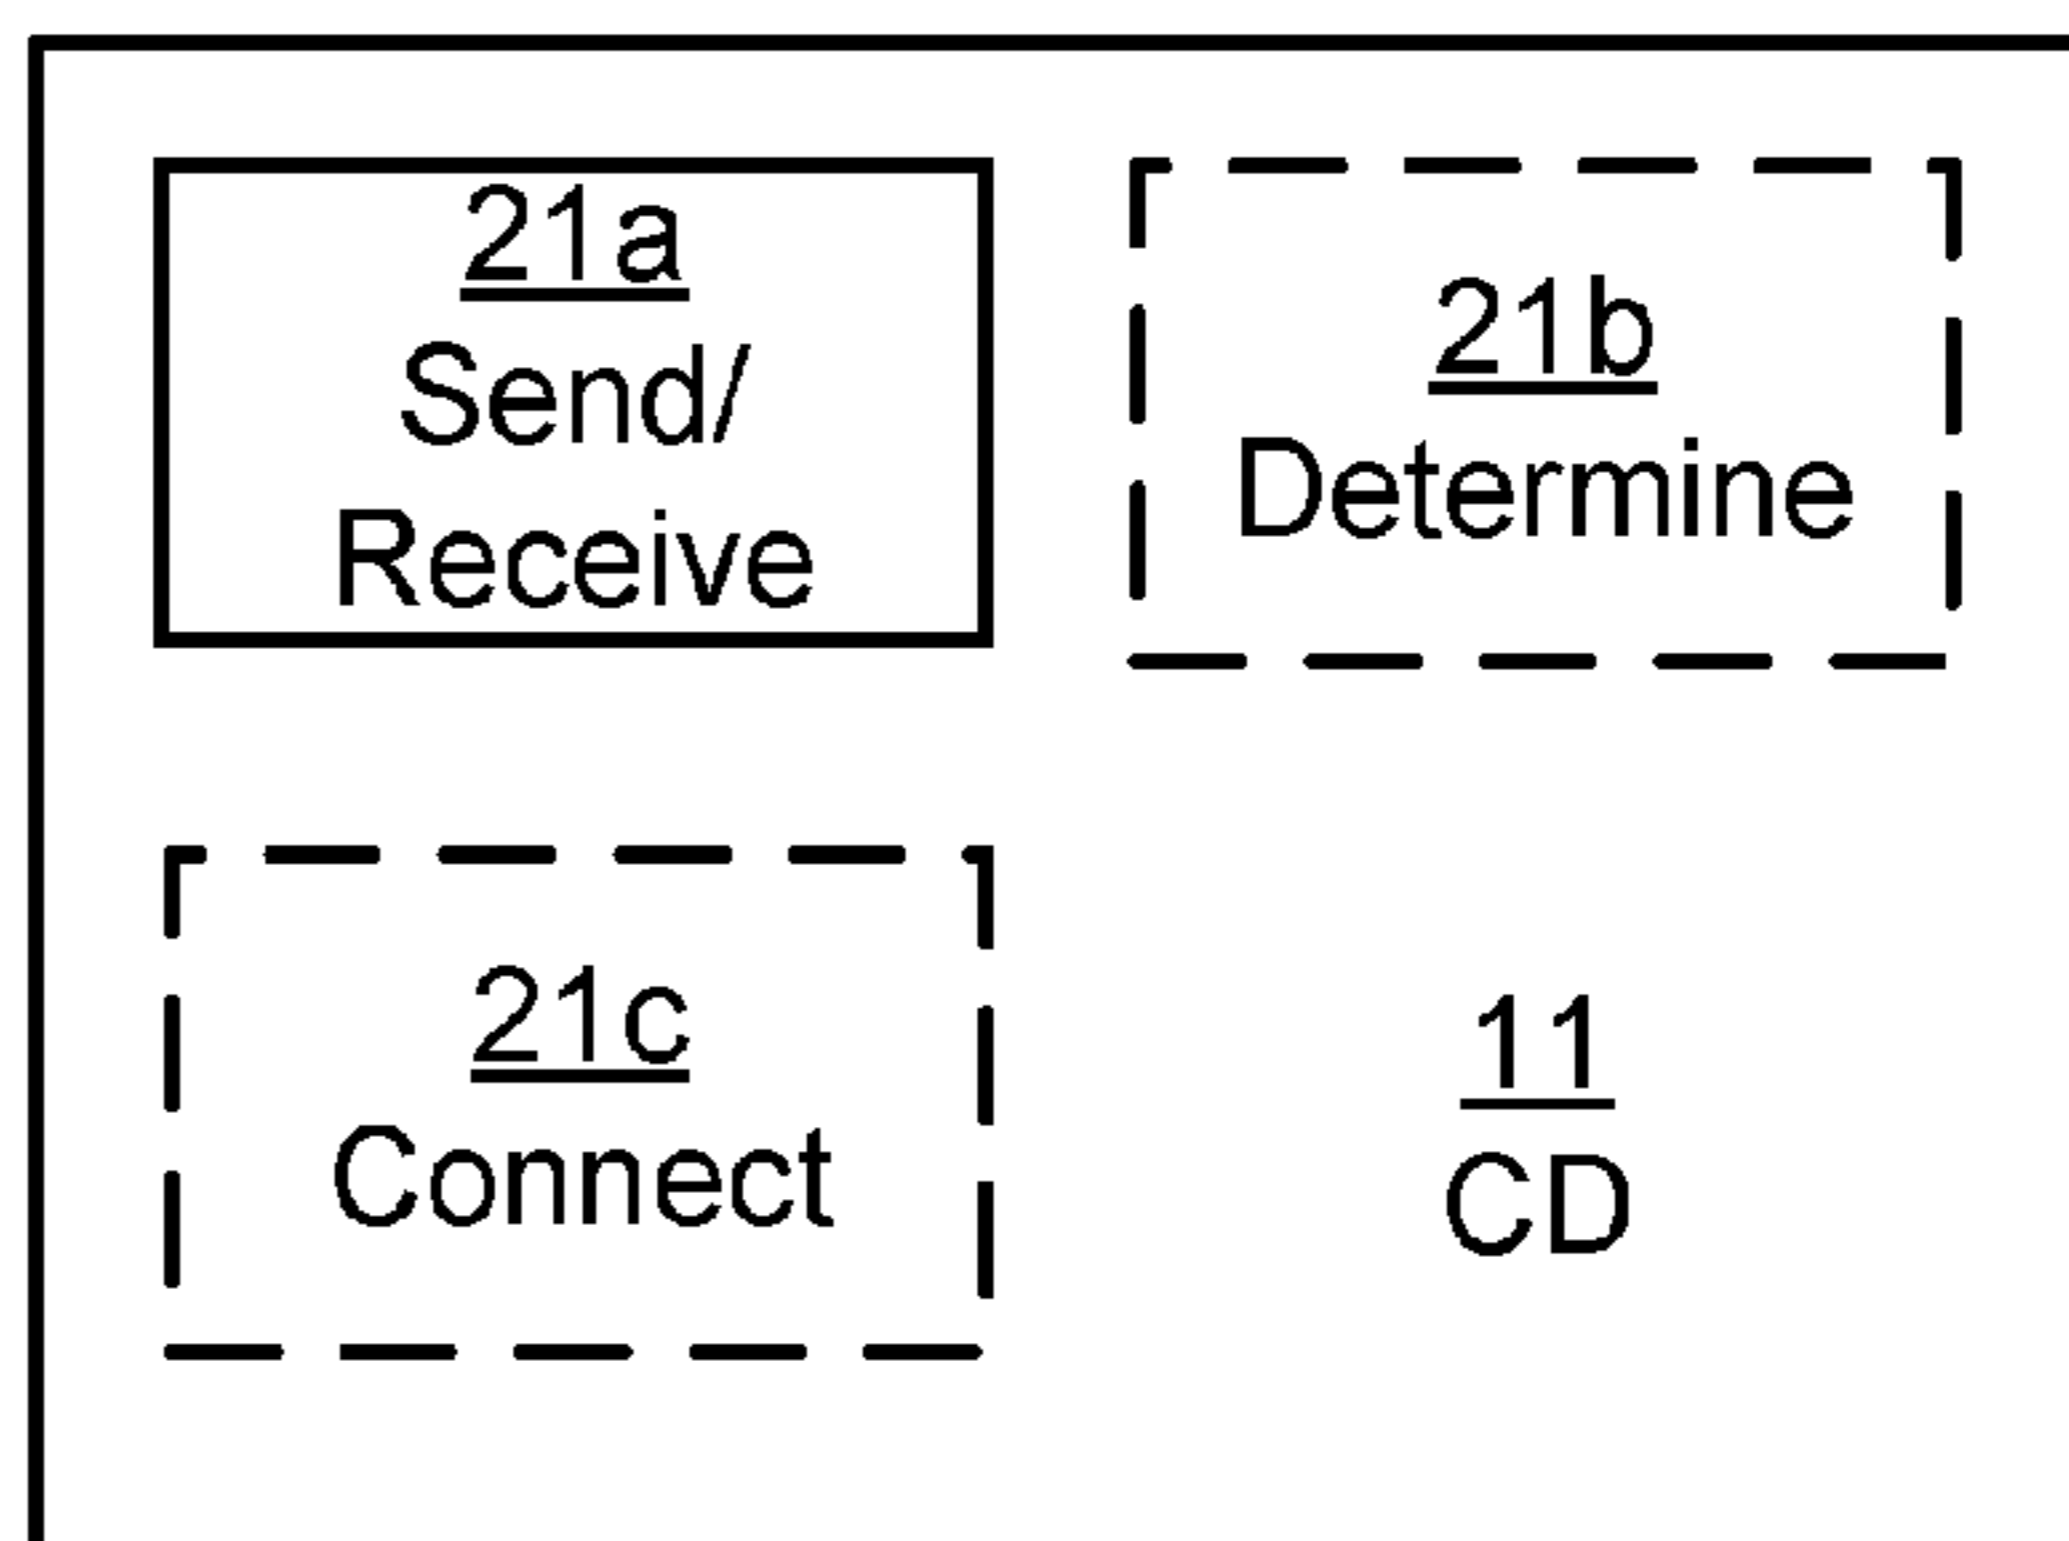 21a
Send/
Receive
21b
Determine
21c
Connect
11
CD